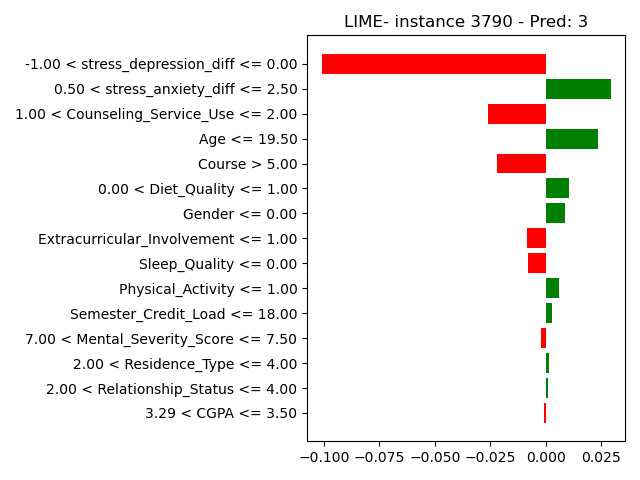 LIME- instance 3790 - Pred: 3
-1.00 < stress_depression_diff <= 0.00
0.50 < stress_anxiety_diff <= 2.50
1.00 < Counseling_Service_Use <= 2.00
Age <= 19.50
Course > 5.00
0.00 < Diet_Quality <= 1.00
Gender <= 0.00
Extracurricular_Involvement <= 1.00
Sleep_Quality <= 0.00
Physical_Activity <= 1.00
Semester_Credit_Load <= 18.00
7.00 < Mental_Severity_Score <= 7.50
2.00 < Residence_Type <= 4.00
2.00 < Relationship_Status <= 4.00
3.29 < CGPA <= 3.50
−0.100 −0.075 −0.050 −0.025 0.000 0.025